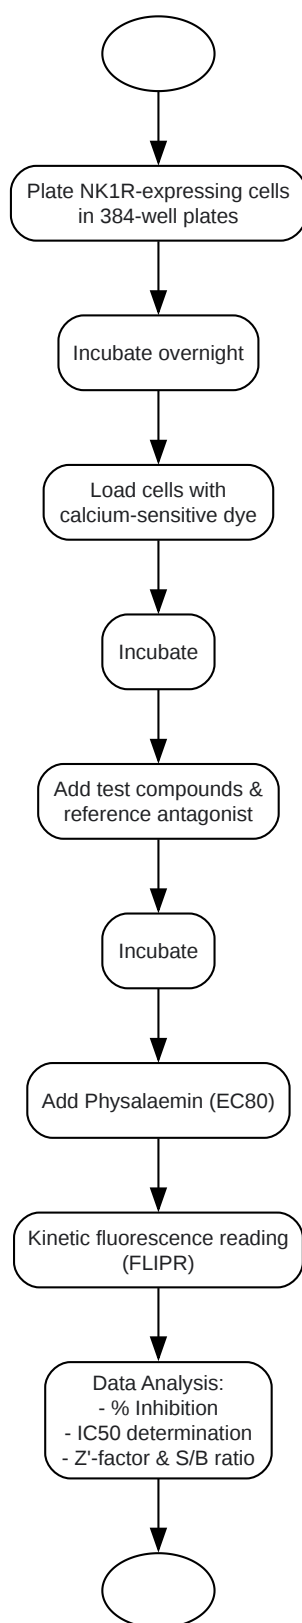 Plate NK1R-expressing cells
in 384-well plates
Incubate overnight
Load cells with
calcium-sensitive dye
Incubate
Add test compounds &
reference antagonist
Incubate
Add Physalaemin (EC80)
Kinetic fluorescence reading
(FLIPR)
Data Analysis:
- % Inhibition
- IC50 determination
- Z'-factor & S/B ratio